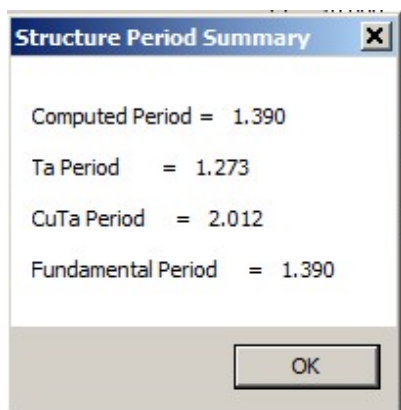 Structure Period Summary
Computed Period = 1.390
Ta Period = 1.273
CuTa Period = 2.012
Fundamental Period = 1.390
OK